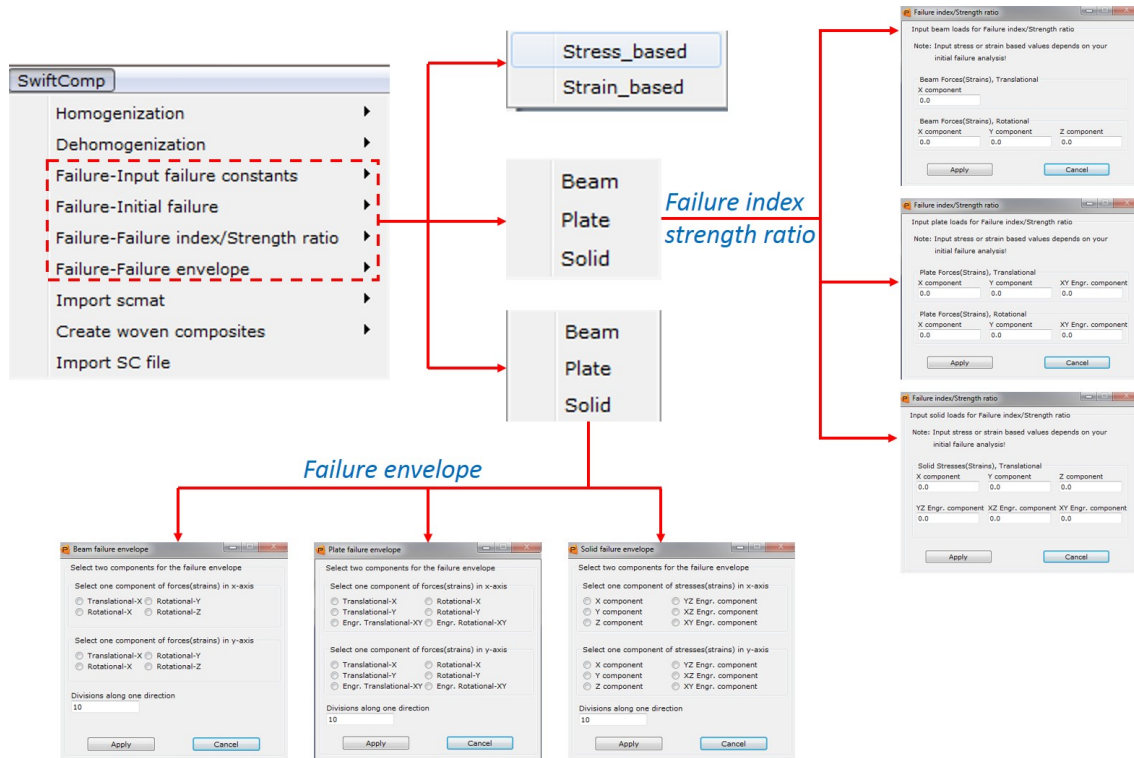 SwiftComp
Homogenization
Dehomogenization
Failure-Input failure constants
Failure-Initial failure
Failure-Failure index/Strength ratio
Failure-Failure envelope
Import scmat
Create woven composites
Import SC file
Stress_based
Strain_based
Beam
Plate
Solid
Failure index
strength ratio
Beam
Plate
Solid
Failure envelope
Failure index/Strength ratio
Input beam loads for Failure index/Strength ratio
Note: Input stress or strain based values depends on your
initial failure analysis!
Beam Forces(Strains), Translational
X component
0.0
Beam Forces(Strains), Rotational
X component Y component Z component
0.0 0.0 0.0
Apply Cancel
Failure index/Strength ratio
Input plate loads for Failure index/Strength ratio
Note: Input stress or strain based values depends on your
initial failure analysis!
Plate Forces(Strains), Translational
X component Y component XY Engr. component
0.0 0.0 0.0
Plate Forces(Strains), Rotational
X component Y component XY Engr. component
0.0 0.0 0.0
Apply Cancel
Failure index/Strength ratio
Input solid loads for Failure index/Strength ratio
Note: Input stress or strain based values depends on your
initial failure analysis!
Solid Stresses(Strains), Translational
X component Y component Z component
0.0 0.0 0.0
YZ Engr. component XZ Engr. component XY Engr. component
0.0 0.0 0.0
Apply Cancel
Beam failure envelope
Select two components for the failure envelope
Select one component of forces(strains) in x-axis
Translational-X Rotational-Y
Rotational-X Rotational-Z
Select one component of forces(strains) in y-axis
Translational-X Rotational-Y
Rotational-X Rotational-Z
Divisions along one direction
10
Apply Cancel
Plate failure envelope
Select two components for the failure envelope
Select one component of forces(strains) in x-axis
Translational-X Rotational-X
Translational-Y Rotational-Y
Engr. Translational-XY Engr. Rotational-XY
Select one component of forces(strains) in y-axis
Translational-X Rotational-X
Translational-Y Rotational-Y
Engr. Translational-XY Engr. Rotational-XY
Divisions along one direction
10
Apply Cancel
Solid failure envelope
Select two components for the failure envelope
Select one component of stresses(strains) in x-axis
X component YZ Engr. component
Y component XZ Engr. component
Z component XY Engr. component
Select one component of stresses(strains) in y-axis
X component YZ Engr. component
Y component XZ Engr. component
Z component XY Engr. component
Divisions along one direction
10
Apply Cancel